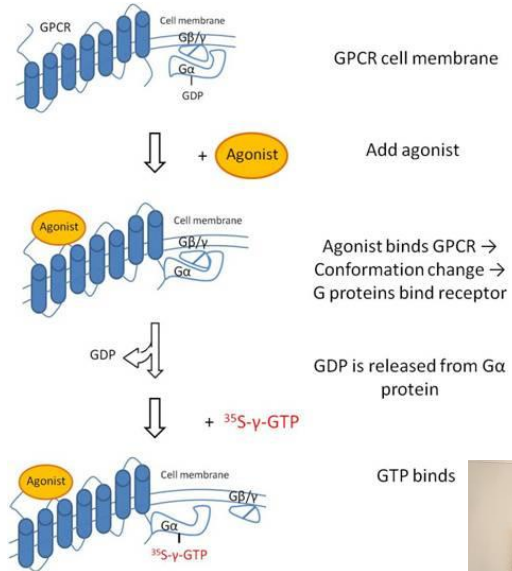 GPCR
Cell membrane
Gβ/γ
Gα
GDP
GPCR cell membrane
+ Agonist
Add agonist
Agonist
Cell membrane
Gβ/γ
Gα
Agonist binds GPCR →
Conformation change →
G proteins bind receptor
GDP
GDP is released from Gα
protein
+ ³⁵S-γ-GTP
Agonist
Cell membrane
Gβ/γ
Gα
³⁵S-γ-GTP
GTP binds